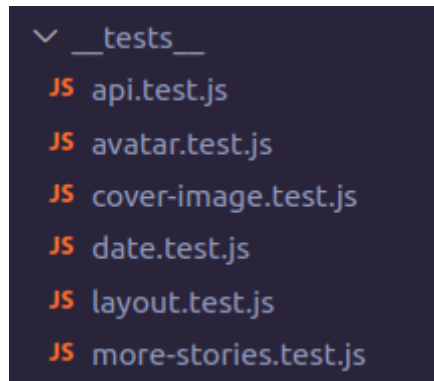 __tests__
JS api.test.js
JS avatar.test.js
JS cover-image.test.js
JS date.test.js
JS layout.test.js
JS more-stories.test.js